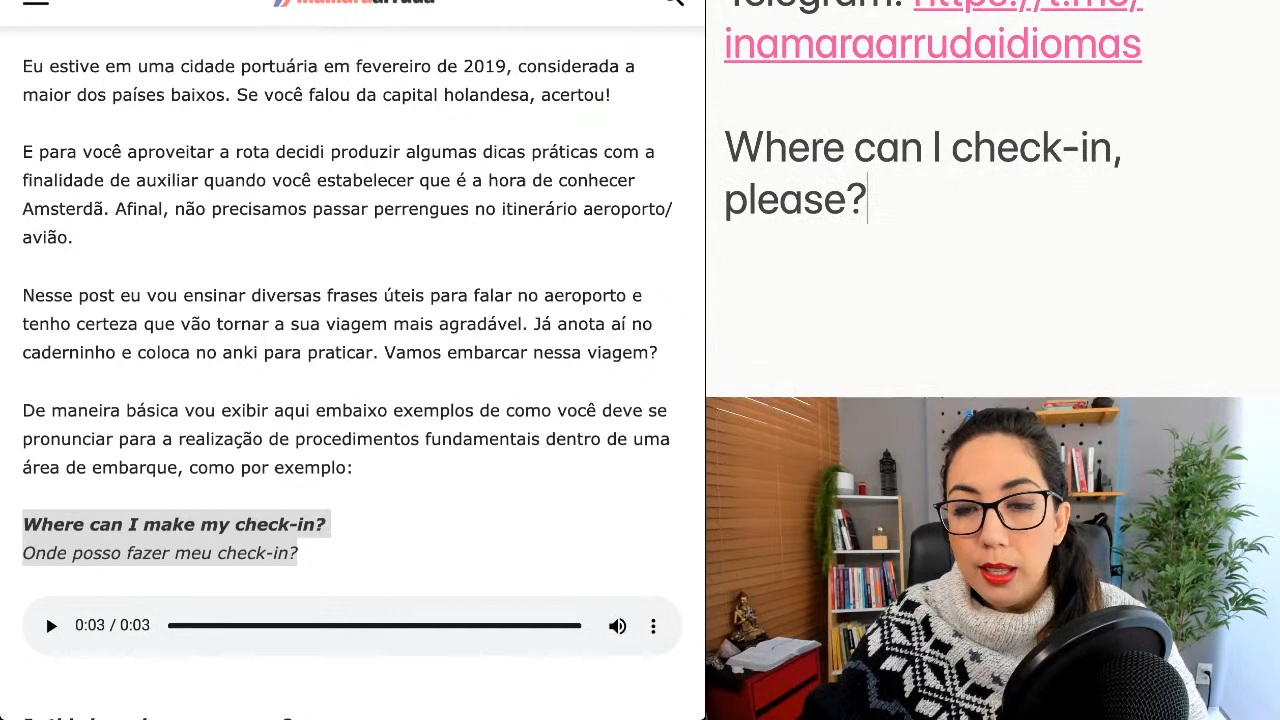 inamaraarruda
Eu estive em uma cidade portuária em fevereiro de 2019, considerada a
maior dos países baixos. Se você falou da capital holandesa, acertou!
E para você aproveitar a rota decidi produzir algumas dicas práticas com a
finalidade de auxiliar quando você estabelecer que é a hora de conhecer
Amsterdã. Afinal, não precisamos passar perrengues no itinerário aeroporto/
avião.
Nesse post eu vou ensinar diversas frases úteis para falar no aeroporto e
tenho certeza que vão tornar a sua viagem mais agradável. Já anota aí no
caderninho e coloca no anki para praticar. Vamos embarcar nessa viagem?
De maneira básica vou exibir aqui embaixo exemplos de como você deve se
pronunciar para a realização de procedimentos fundamentais dentro de uma
área de embarque, como por exemplo:
Where can I make my check-in?
Onde posso fazer meu check-in?
0:03 / 0:03
Telegram: https://t.me/
inamaraarrudaidiomas
Where can I check-in,
please?